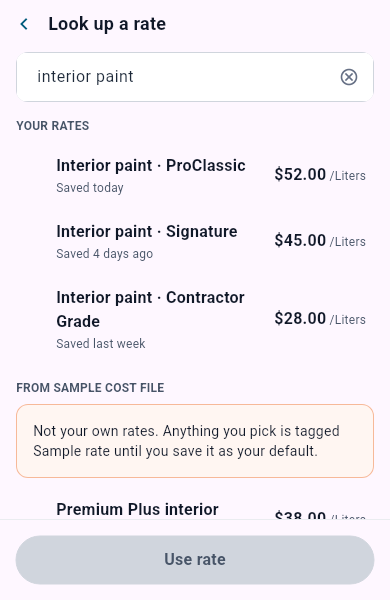 Look up a rate
interior paint
YOUR RATES
Interior paint · ProClassic
Saved today
$52.00 /Liters
Interior paint · Signature
Saved 4 days ago
$45.00 /Liters
Interior paint · Contractor
Grade
Saved last week
$28.00 /Liters
FROM SAMPLE COST FILE
Not your own rates. Anything you pick is tagged
Sample rate until you save it as your default.
Premium Plus interior
$38.00 /Liters
Use rate